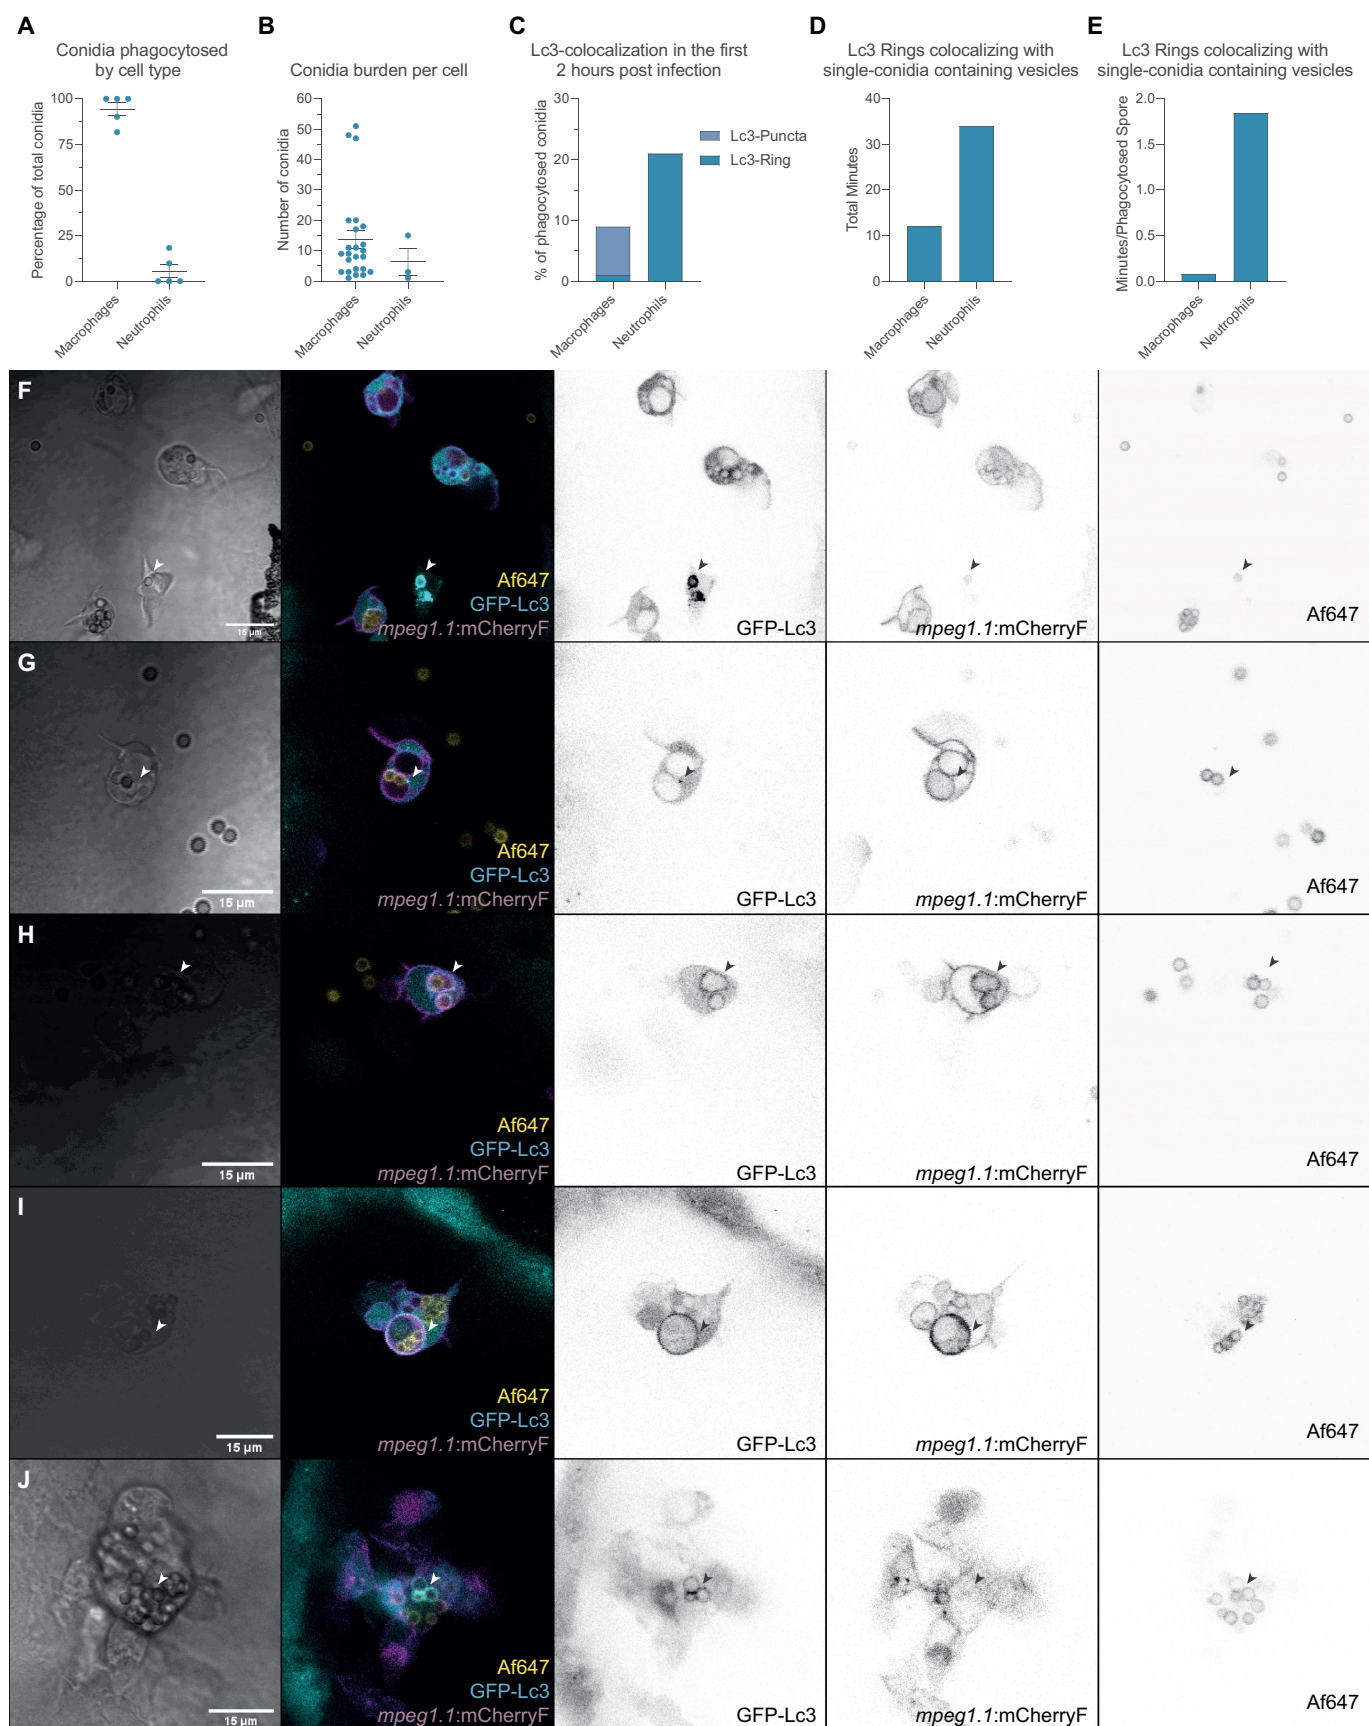 A
Conidia phagocytosed
by cell type
Percentage of total conidia
100
75
50
25
0
Macrophages
Neutrophils
B
Conidia burden per cell
Number of conidia
60
50
40
30
20
10
0
Macrophages
Neutrophils
C
Lc3-colocalization in the first
2 hours post infection
% of phagocytosed conidia
30
20
10
0
Macrophages
Neutrophils
Lc3-Puncta
Lc3-Ring
D
Lc3 Rings colocalizing with
single-conidia containing vesicles
Total Minutes
40
30
20
10
0
Macrophages
Neutrophils
E
Lc3 Rings colocalizing with
single-conidia containing vesicles
Minutes/Phagocytosed Spore
2.0
1.5
1.0
0.5
0.0
Macrophages
Neutrophils
F
15 µm
Af647
GFP-Lc3
mpeg1.1:mCherryF
GFP-Lc3
mpeg1.1:mCherryF
Af647
G
15 µm
Af647
GFP-Lc3
mpeg1.1:mCherryF
GFP-Lc3
mpeg1.1:mCherryF
Af647
H
15 µm
Af647
GFP-Lc3
mpeg1.1:mCherryF
GFP-Lc3
mpeg1.1:mCherryF
Af647
I
15 µm
Af647
GFP-Lc3
mpeg1.1:mCherryF
GFP-Lc3
mpeg1.1:mCherryF
Af647
J
15 µm
Af647
GFP-Lc3
mpeg1.1:mCherryF
GFP-Lc3
mpeg1.1:mCherryF
Af647